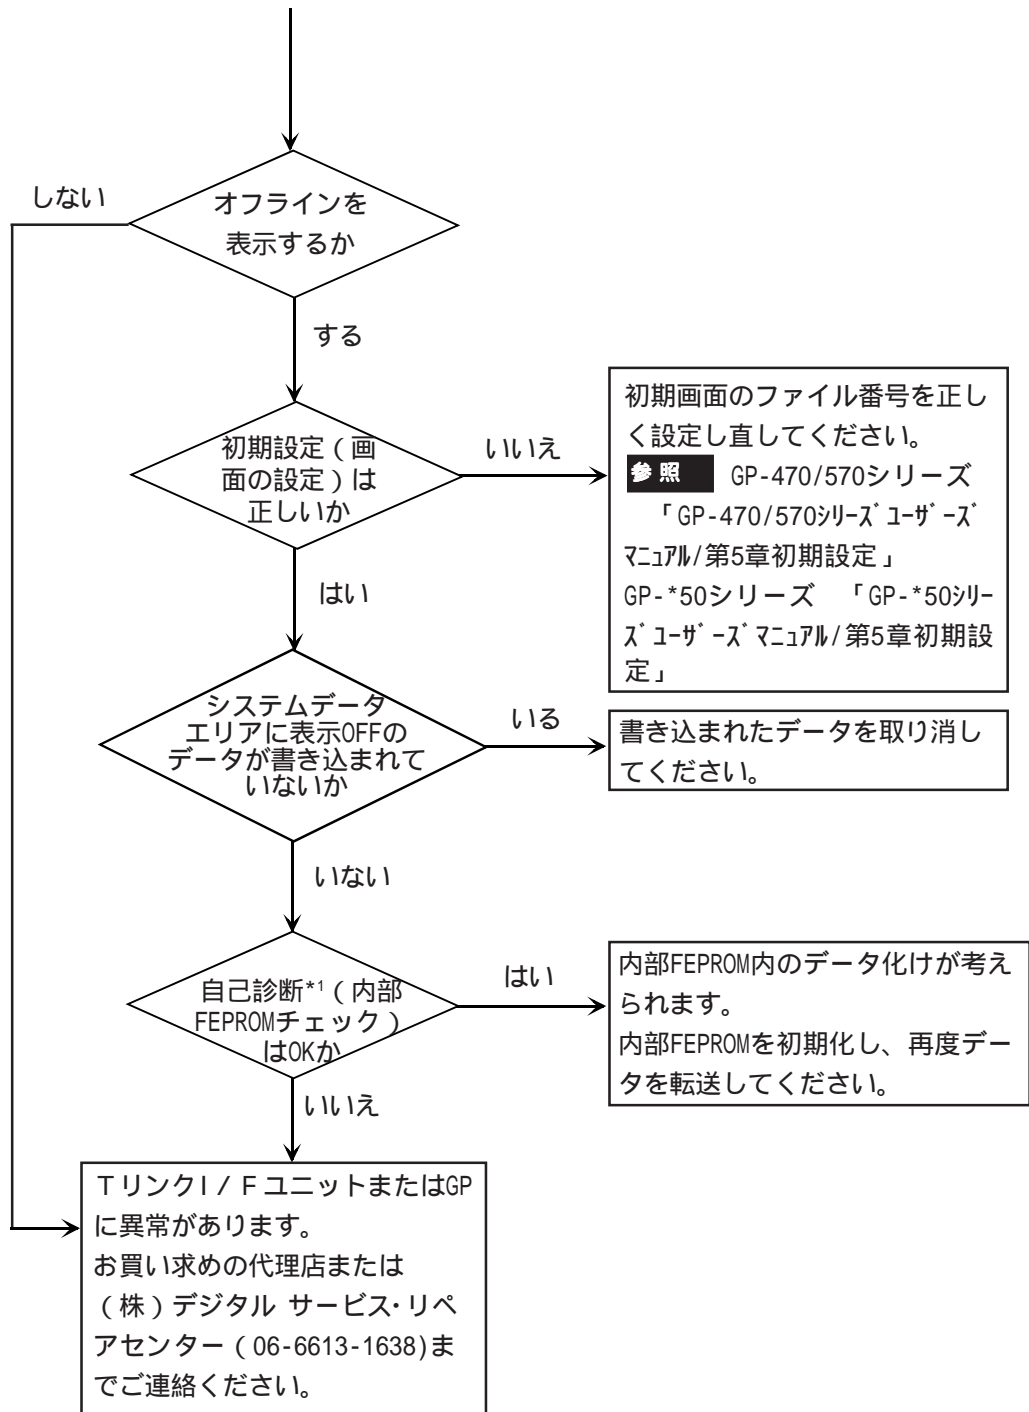 しない
オフラインを
表示するか
する
初期設定(画
面の設定)は
正しいか
いいえ
初期画面のファイル番号を正し
く設定し直してください。
参照 GP-470/570シリーズ
「GP-470/570ｼﾘｰｽﾞﾕｰｻﾞｰｽﾞ
ﾏﾆｭｱﾙ/第5章初期設定」
GP-*50シリーズ 「GP-*50ｼﾘｰ
ｽﾞﾕｰｻﾞｰｽﾞﾏﾆｭｱﾙ/第5章初期設
定」
はい
システムデータ
エリアに表示OFFの
データが書き込まれて
いないか
いる
書き込まれたデータを取り消し
てください。
いない
自己診断*1(内部
FEPROMチェック)
はOKか
はい
内部FEPROM内のデータ化けが考え
られます。
内部FEPROMを初期化し、再度デー
タを転送してください。
いいえ
TリンクI/FユニットまたはGP
に異常があります。
お買い求めの代理店または
(株)デジタル サービス・リペ
アセンター(06-6613-1638)ま
でご連絡ください。